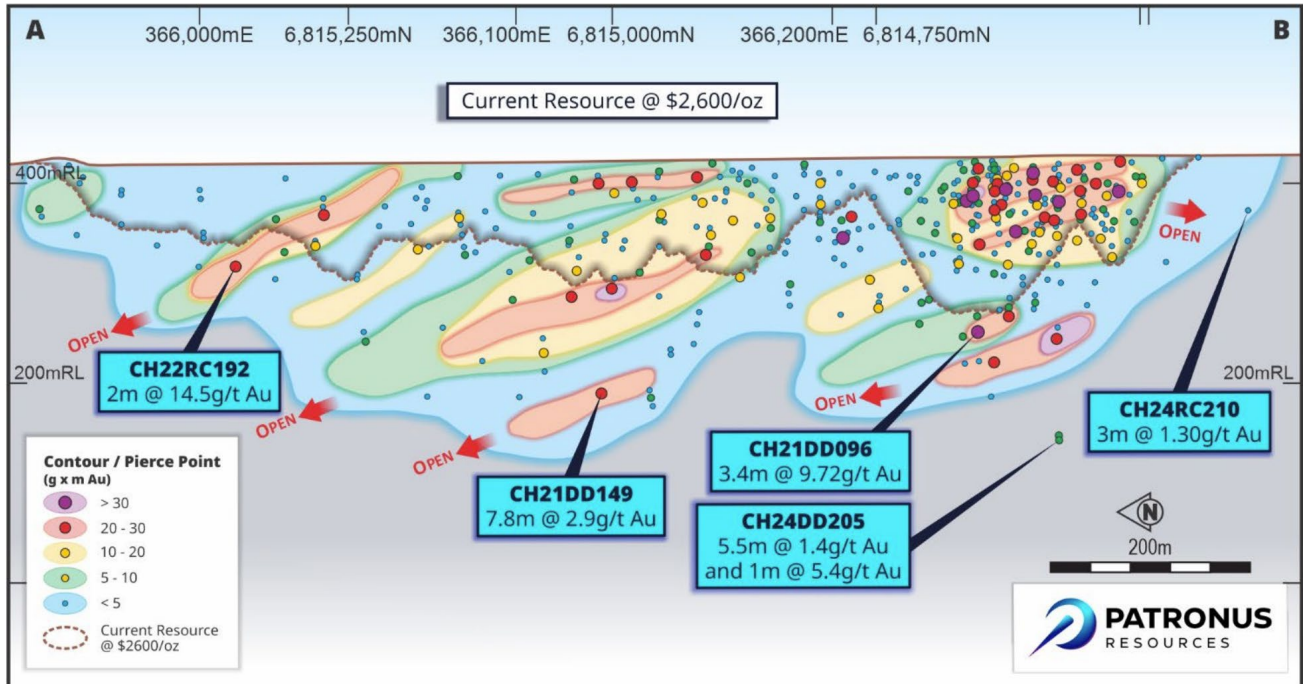 A
B
366,000mE
6,815,250mN
366,100mE
6,815,000mN
366,200mE
6,814,750mN
Current Resource @ $2,600/oz
400mRL
OPEN
OPEN
OPEN
OPEN
OPEN
200mRL
200mRL
CH22RC192
2m @ 14.5g/t Au
CH24RC210
3m @ 1.30g/t Au
CH21DD096
3.4m @ 9.72g/t Au
CH21DD149
7.8m @ 2.9g/t Au
CH24DD205
5.5m @ 1.4g/t Au
and 1m @ 5.4g/t Au
Contour / Pierce Point
(g x m Au)
> 30
20 - 30
10 - 20
5 - 10
< 5
Current Resource
@ $2600/oz
N
200m
PATRONUS
RESOURCES